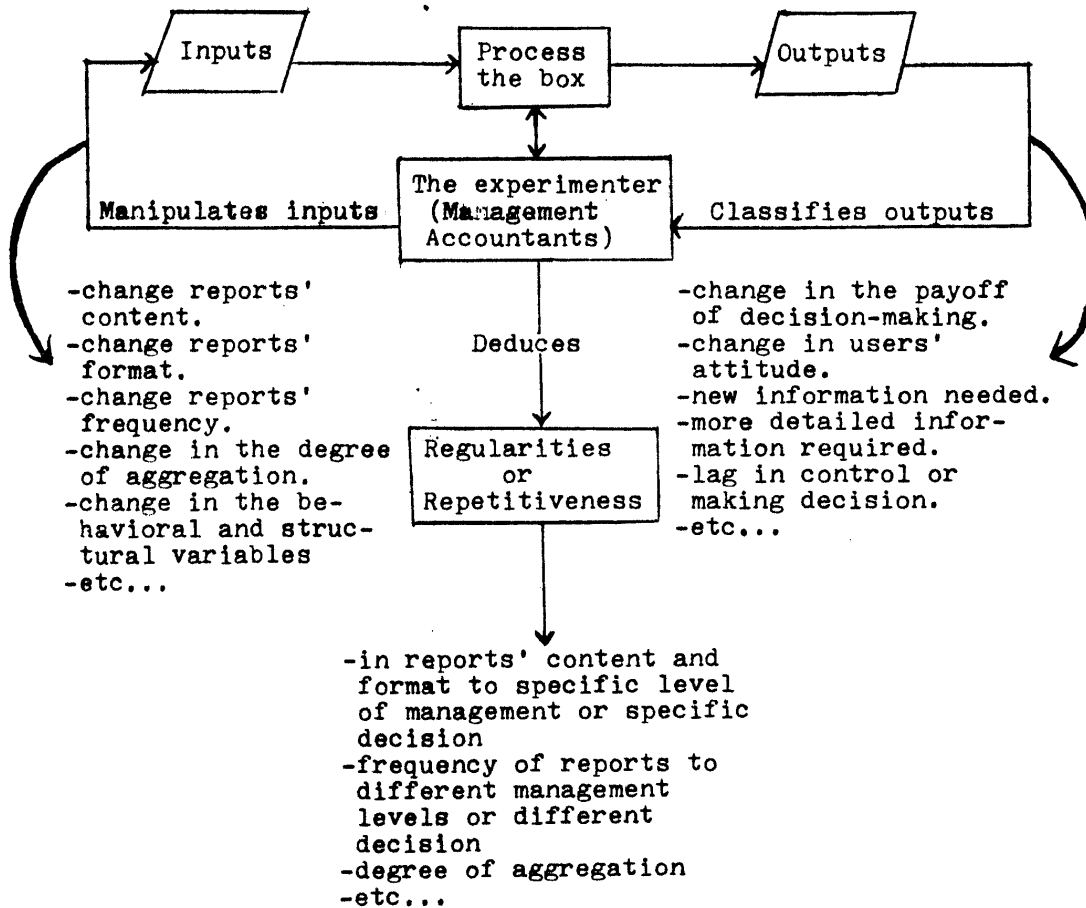 Inputs
Process
the box
Outputs
The experimenter
(Management
Accountants)
Manipulates inputs
Classifies outputs
-change reports'
content.
-change reports'
format.
-change reports'
frequency.
-change in the degree
of aggregation.
-change in the be-
havioral and struc-
tural variables
-etc...
Deduces
-change in the payoff
of decision-making.
-change in users'
attitude.
-new information needed.
-more detailed infor-
mation required.
-lag in control or
making decision.
-etc...
Regularities
or
Repetitiveness
-in reports' content and
format to specific level
of management or specific
decision
-frequency of reports to
different management
levels or different
decision
-degree of aggregation
-etc...